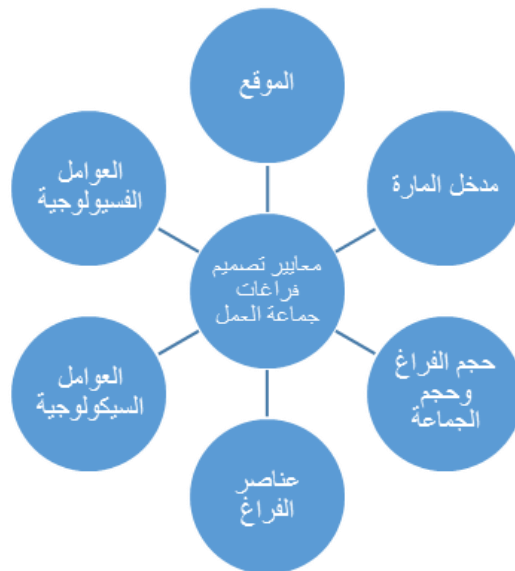 الموقع
مدخل المارة
حجم الفراغ
وحجم
الجماعة
عناصر
الفراغ
العوامل
السيكولوجية
العوامل
الفسيولوجية
معايير تصميم
فراغات
جماعة العمل